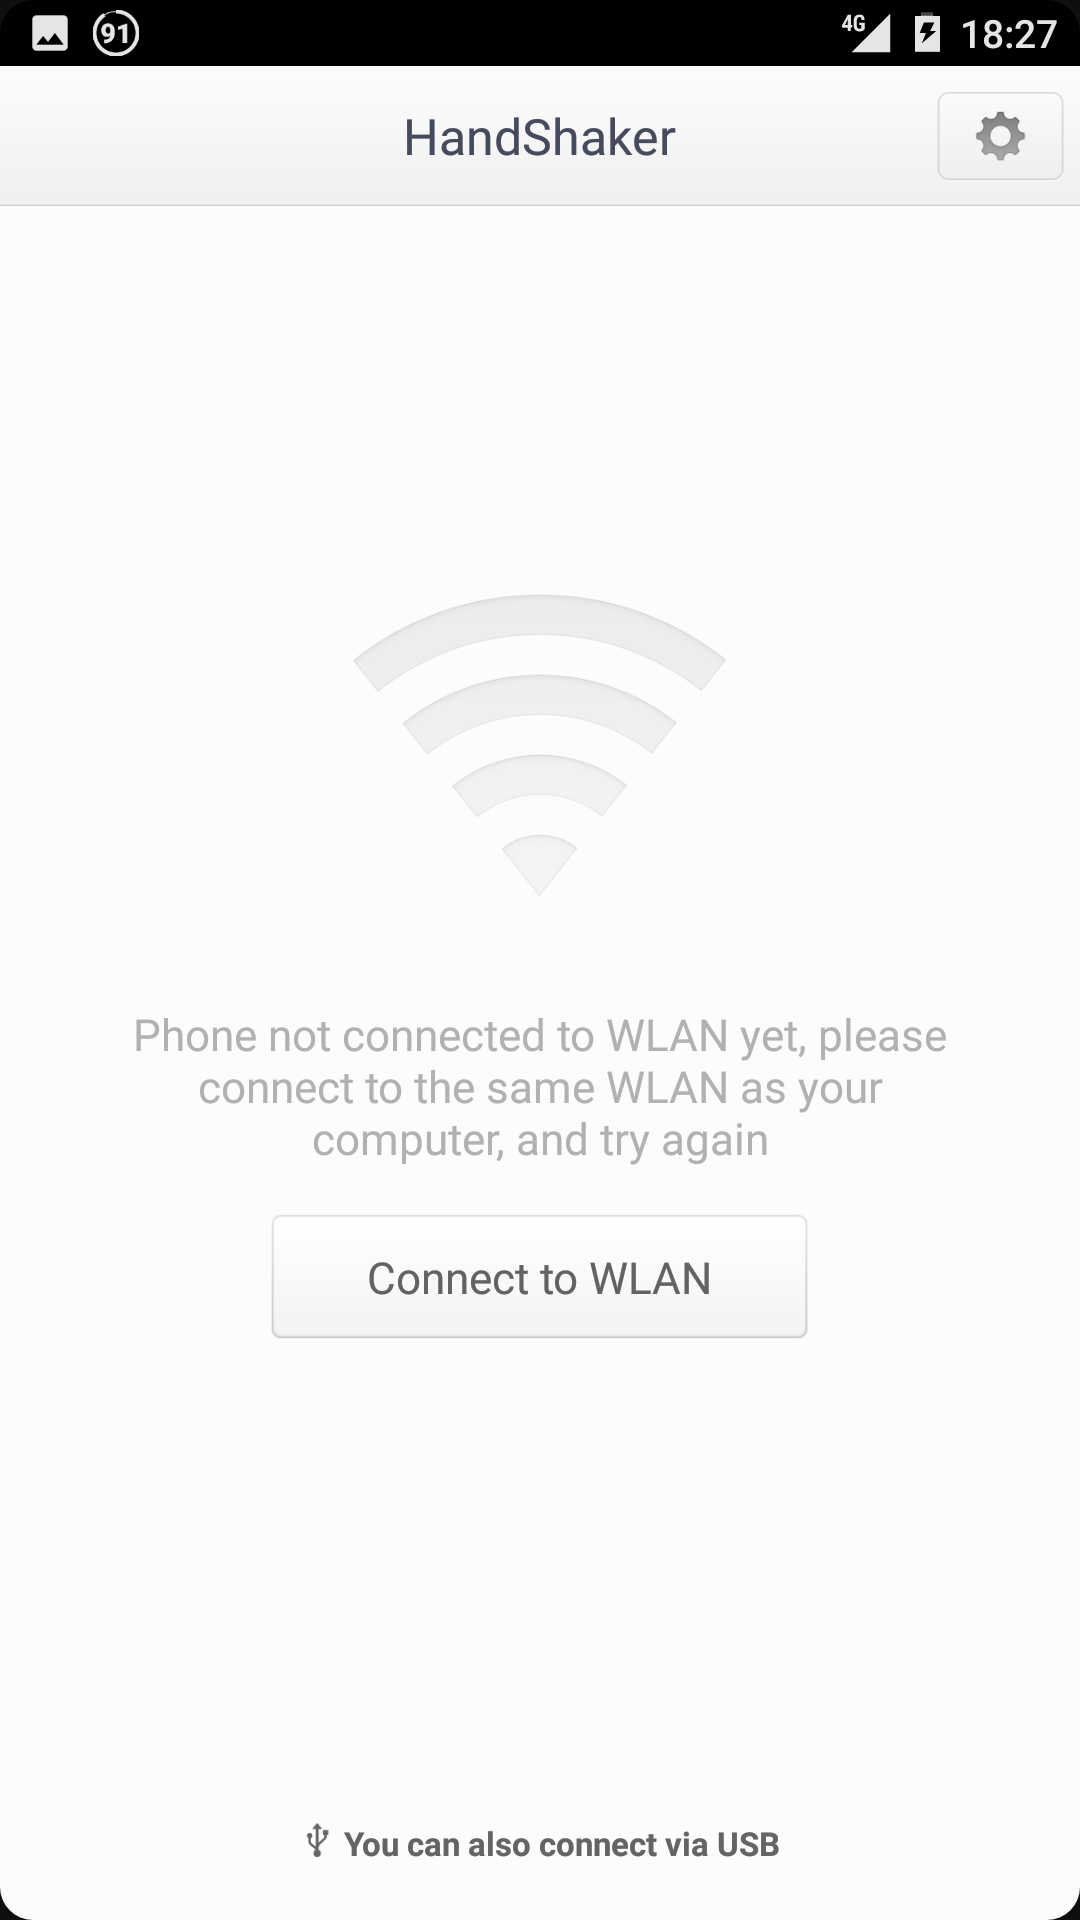 91 4G 18:27
HandShaker
Phone not connected to WLAN yet, please
connect to the same WLAN as your
computer, and try again
Connect to WLAN
You can also connect via USB